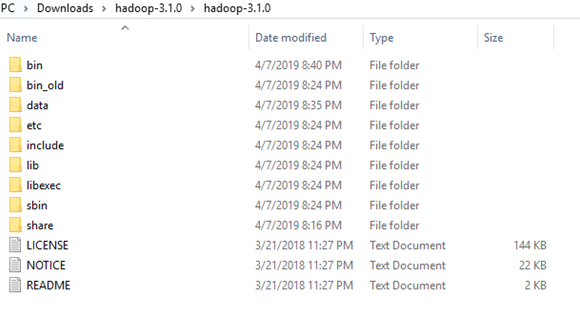 PC > Downloads > hadoop-3.1.0 > hadoop-3.1.0
Name Date modified Type Size
bin 4/7/2019 8:40 PM File folder
bin_old 4/7/2019 8:24 PM File folder
data 4/7/2019 8:35 PM File folder
etc 4/7/2019 8:24 PM File folder
include 4/7/2019 8:24 PM File folder
lib 4/7/2019 8:24 PM File folder
libexec 4/7/2019 8:24 PM File folder
sbin 4/7/2019 8:24 PM File folder
share 4/7/2019 8:16 PM File folder
LICENSE 3/21/2018 11:27 PM Text Document 144 KB
NOTICE 3/21/2018 11:27 PM Text Document 22 KB
README 3/21/2018 11:27 PM Text Document 2 KB